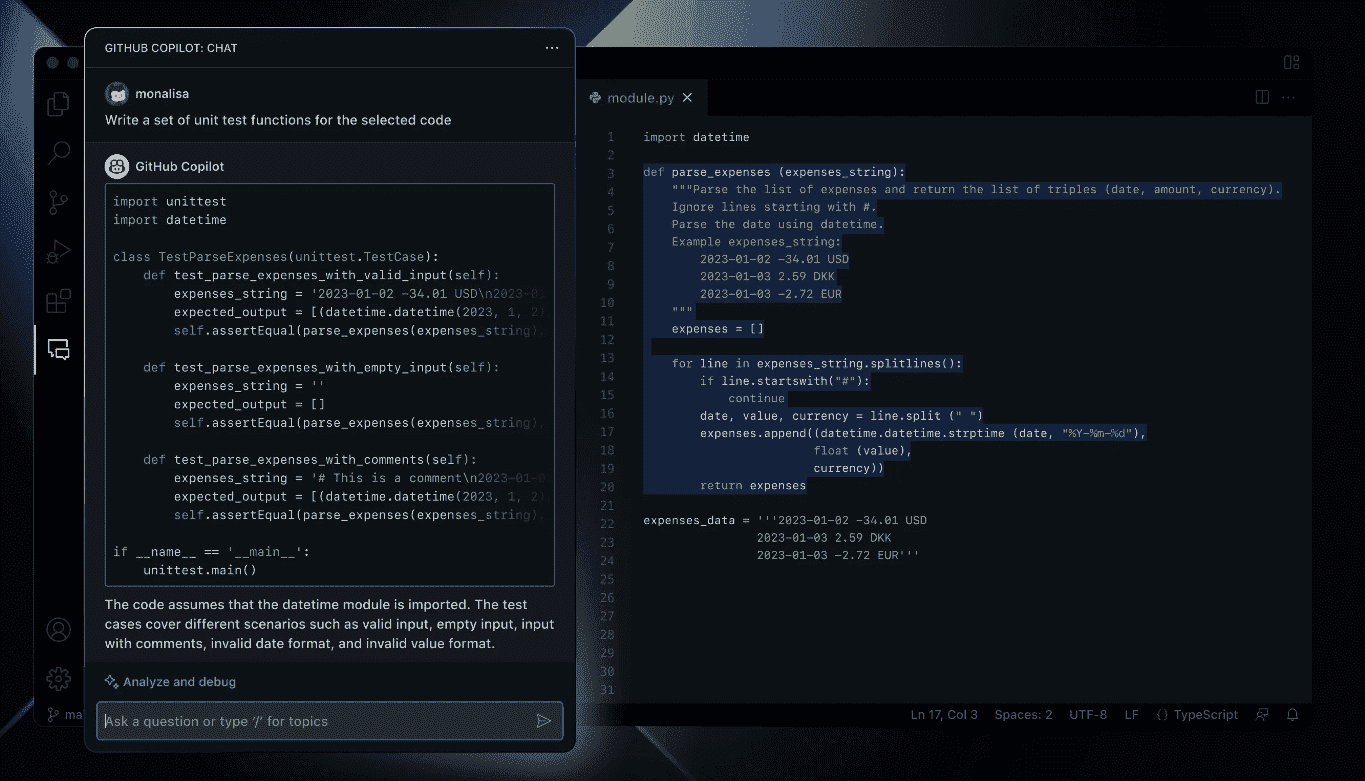 GITHUB COPILOT: CHAT
monalisa
Write a set of unit test functions for the selected code
GitHub Copilot
import unittest
import datetime
class TestParseExpenses(unittest.TestCase):
def test_parse_expenses_with_valid_input(self):
expenses_string = '2023-01-02 -34.01 USD\n2023-01
expected_output = [(datetime.datetime(2023, 1, 2)
self.assertEqual(parse_expenses(expenses_string),
def test_parse_expenses_with_empty_input(self):
expenses_string = ''
expected_output = []
self.assertEqual(parse_expenses(expenses_string),
def test_parse_expenses_with_comments(self):
expenses_string = '# This is a comment\n2023-01-0
expected_output = [(datetime.datetime(2023, 1, 2)
self.assertEqual(parse_expenses(expenses_string),
if __name__ == '__main__':
unittest.main()
The code assumes that the datetime module is imported. The test
cases cover different scenarios such as valid input, empty input, input
with comments, invalid date format, and invalid value format.
Analyze and debug
Ask a question or type '/' for topics
ma
module.py
1 import datetime
2
3 def parse_expenses (expenses_string):
4 """Parse the list of expenses and return the list of triples (date, amount, currency).
5 Ignore lines starting with #.
6 Parse the date using datetime.
7 Example expenses_string:
8 2023-01-02 -34.01 USD
9 2023-01-03 2.59 DKK
10 2023-01-03 -2.72 EUR
11 """
12 expenses = []
13
14 for line in expenses_string.splitlines():
15 if line.startswith("#"):
16 continue
17 date, value, currency = line.split (" ")
18 expenses.append((datetime.datetime.strptime (date, "%Y-%m-%d"),
19 float (value),
20 currency))
21 return expenses
22
23 expenses_data = '''2023-01-02 -34.01 USD
24 2023-01-03 2.59 DKK
25 2023-01-03 -2.72 EUR'''
26
27
28
29
30
31
Ln 17, Col 3
Spaces: 2
UTF-8
LF
{} TypeScript